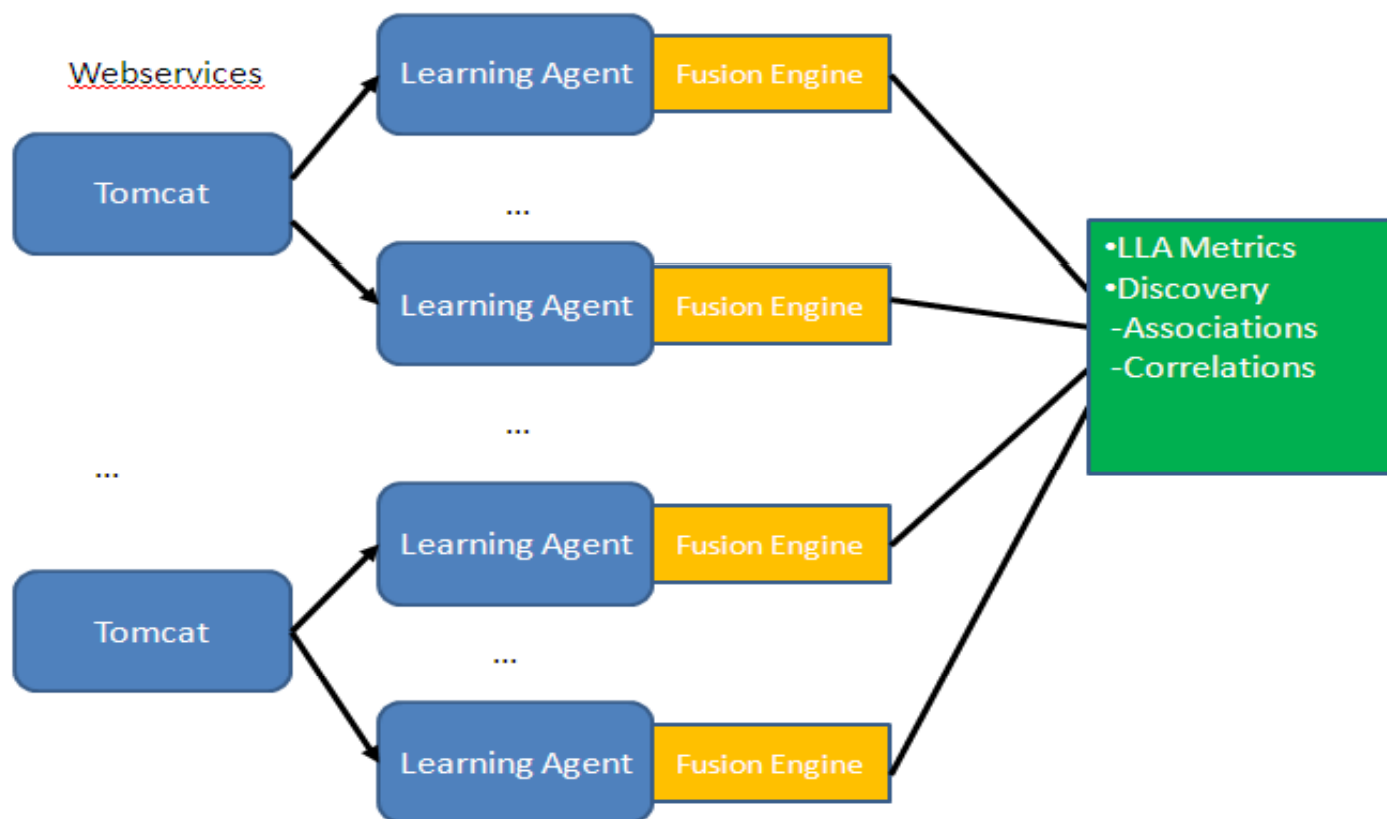 Webservices
Learning Agent
Fusion Engine
Tomcat
...
Learning Agent
Fusion Engine
•LLA Metrics
•Discovery
-Associations
-Correlations
...
...
Learning Agent
Fusion Engine
Tomcat
...
Learning Agent
Fusion Engine